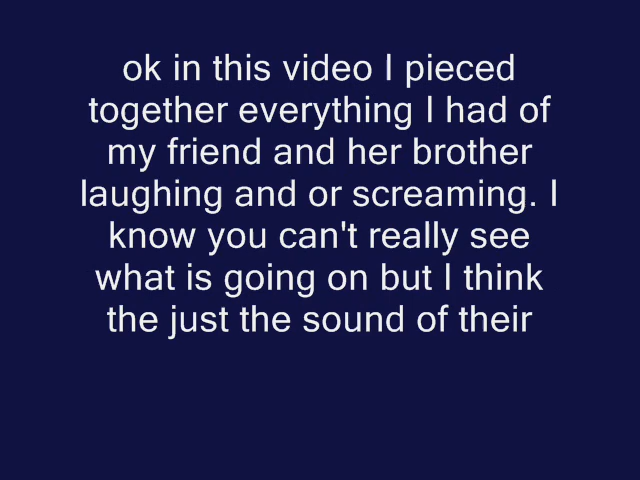 ok in this video I pieced
together everything I had of
my friend and her brother
laughing and or screaming. I
know you can't really see
what is going on but I think
the just the sound of their